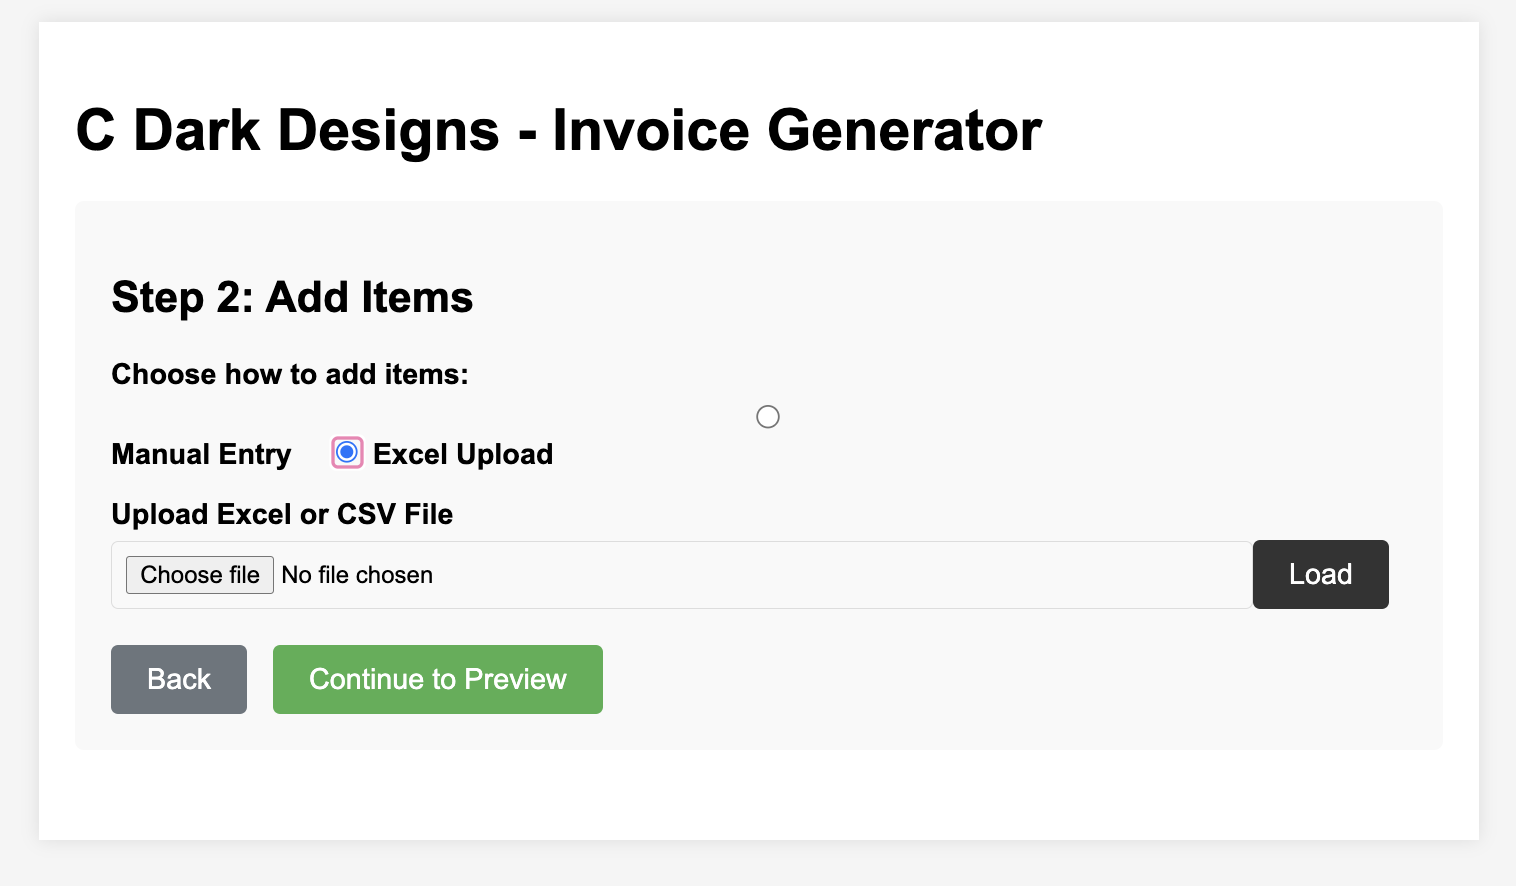 C Dark Designs - Invoice Generator
Step 2: Add Items
Choose how to add items:
Manual Entry Excel Upload
Upload Excel or CSV File
Choose file No file chosen Load
Back Continue to Preview